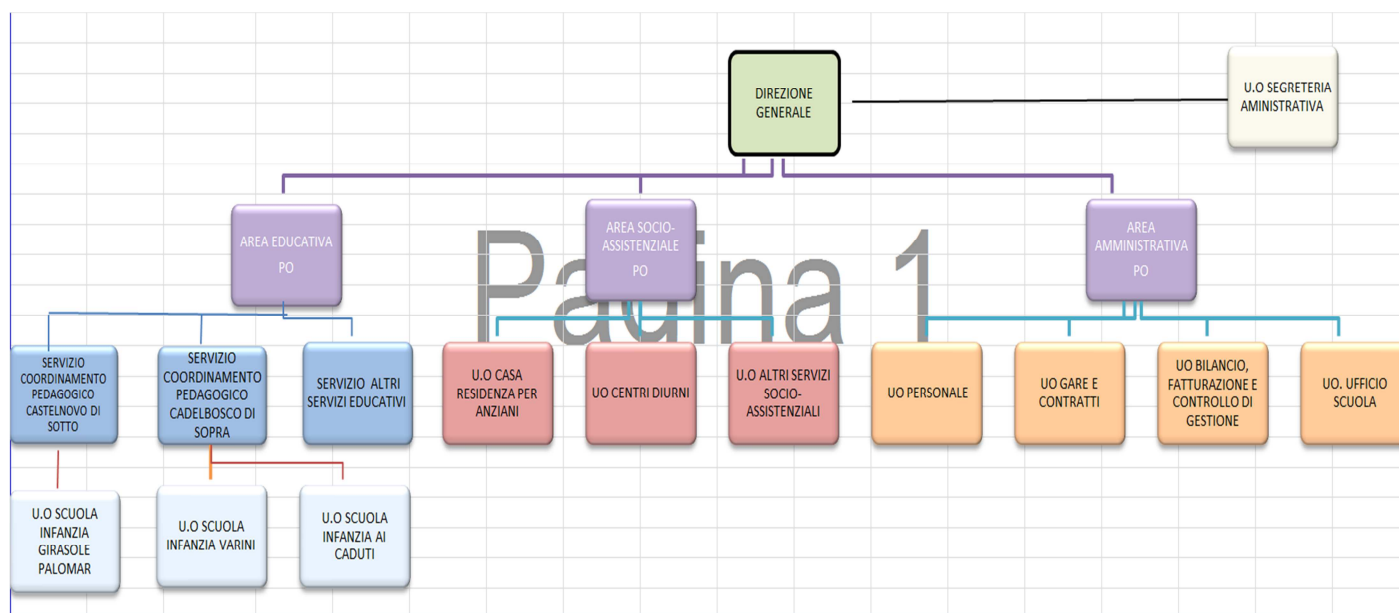 DIREZIONE
GENERALE
U.O SEGRETERIA
AMINISTRATIVA
AREA EDUCATIVA
PO
AREA SOCIO-
ASSISTENZIALE
PO
AREA
AMMINISTRATIVA
PO
Pagina 1
SERVIZIO
COORDINAMENTO
PEDAGOGICO
CASTELNOVO DI
SOTTO
SERVIZIO
COORDINAMENTO
PEDAGOGICO
CADELBOSCO DI
SOPRA
SERVIZIO ALTRI
SERVIZI EDUCATIVI
U.O CASA
RESIDENZA PER
ANZIANI
UO CENTRI DIURNI
U.O ALTRI SERVIZI
SOCIO-
ASSISTENZIALI
UO PERSONALE
UO GARE E
CONTRATTI
UO BILANCIO,
FATTURAZIONE E
CONTROLLO DI
GESTIONE
UO. UFFICIO
SCUOLA
U.O SCUOLA
INFANZIA
GIRASOLE
PALOMAR
U.O SCUOLA
INFANZIA VARINI
U.O SCUOLA
INFANZIA AI
CADUTI